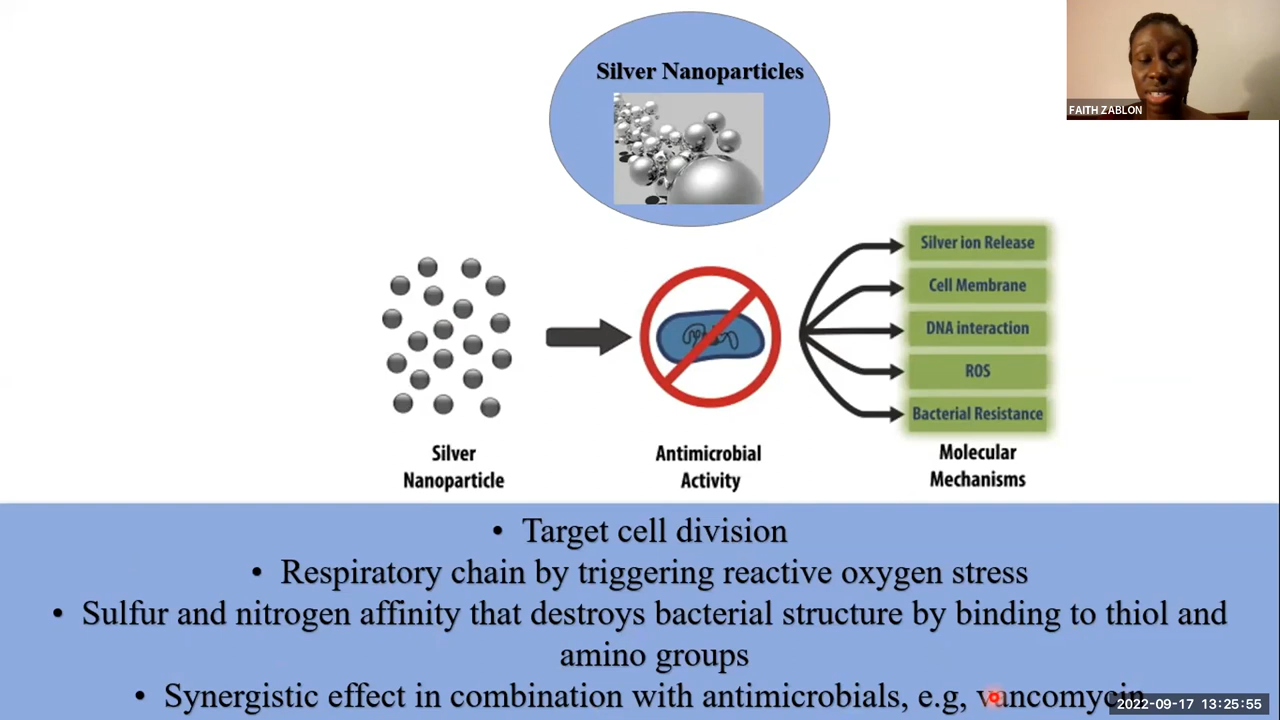 Silver Nanoparticles
FAITH ZABLON
Silver ion Release
Cell Membrane
DNA interaction
ROS
Bacterial Resistance
Silver
Nanoparticle
Antimicrobial
Activity
Molecular
Mechanisms
• Target cell division
• Respiratory chain by triggering reactive oxygen stress
• Sulfur and nitrogen affinity that destroys bacterial structure by binding to thiol and
amino groups
• Synergistic effect in combination with antimicrobials, e.g, vancomycin
2022-09-17 13:25:55